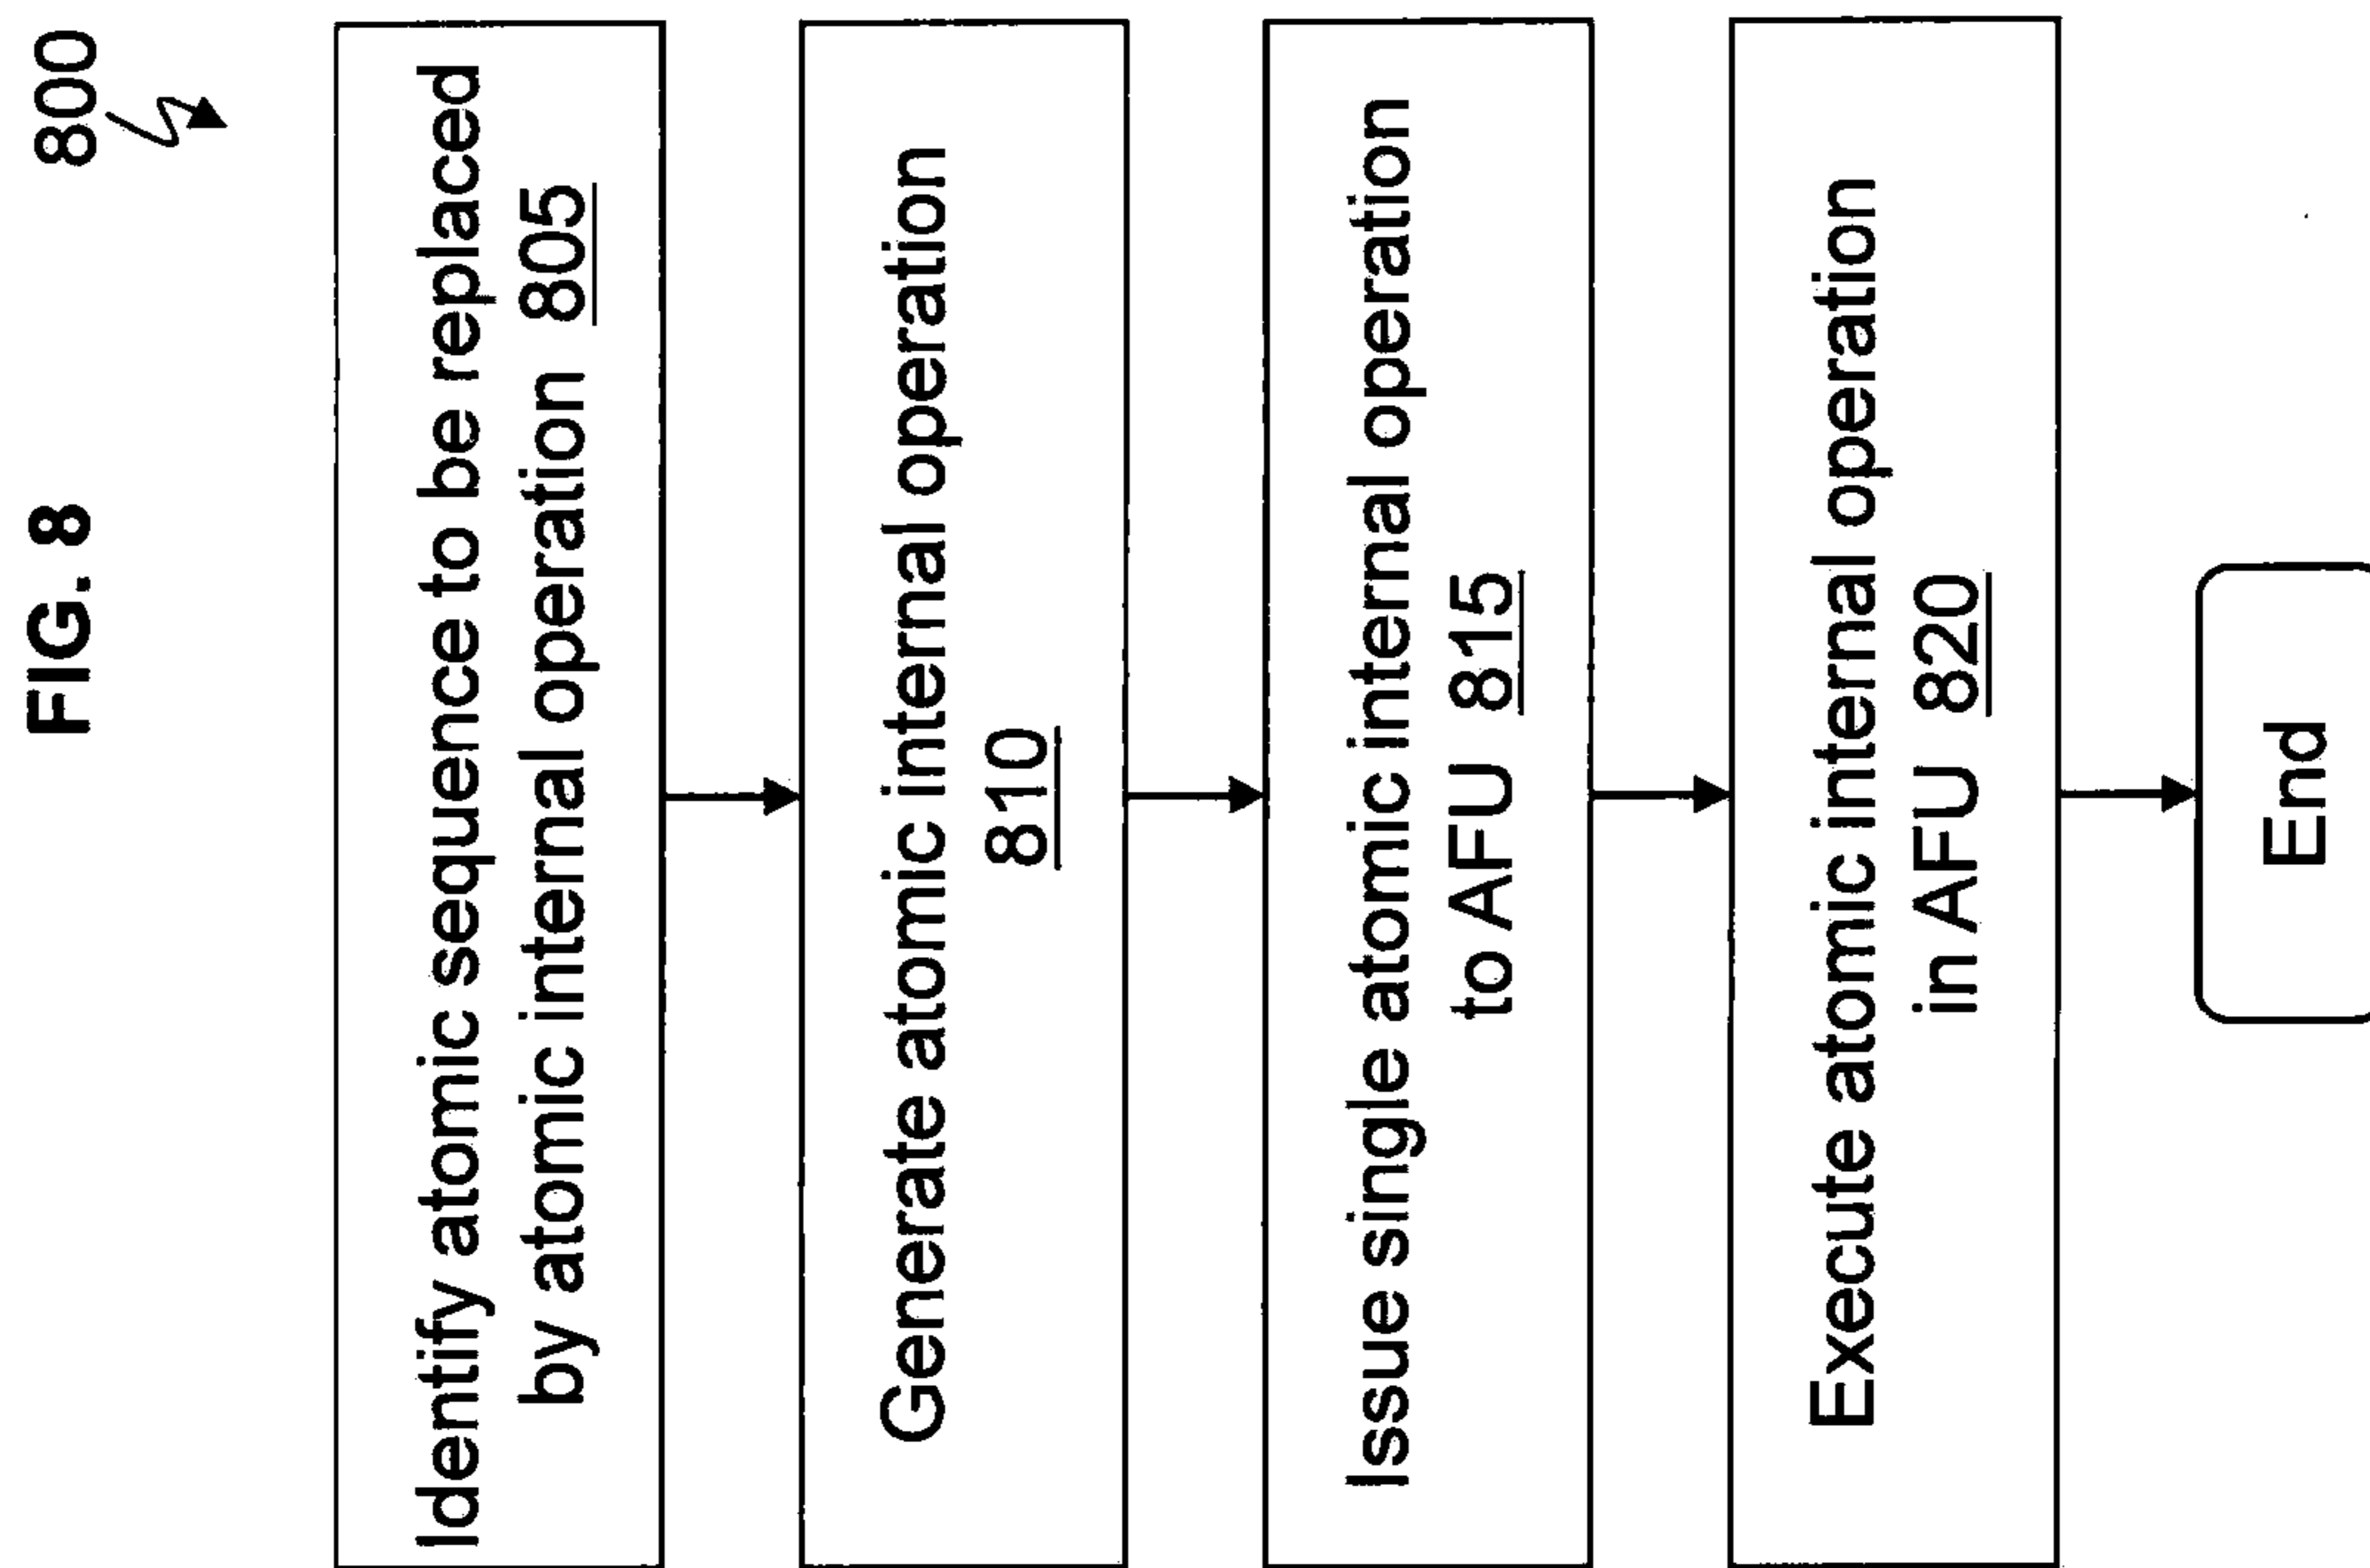 FIG. 8
800
Identify atomic sequence to be replaced
by atomic internal operation 805
Generate atomic internal operation
810
Issue single atomic internal operation
to AFU 815
Execute atomic internal operation
in AFU 820
End